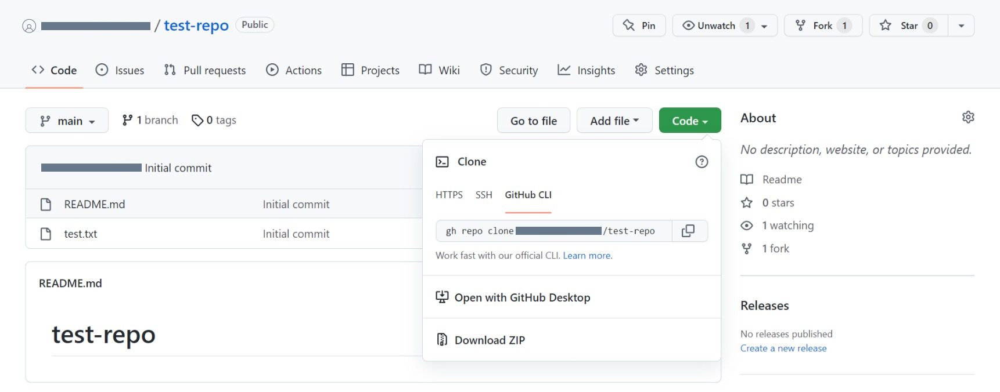 / test-repo Public
Pin Unwatch 1 Fork 1 Star 0
Code Issues Pull requests Actions Projects Wiki Security Insights Settings
main 1 branch 0 tags Go to file Add file Code
Initial commit
README.md Initial commit
test.txt Initial commit
README.md
test-repo
Clone
HTTPS SSH GitHub CLI
gh repo clone /test-repo
Work fast with our official CLI. Learn more.
Open with GitHub Desktop
Download ZIP
About
No description, website, or topics provided.
Readme
0 stars
1 watching
1 fork
Releases
No releases published
Create a new release